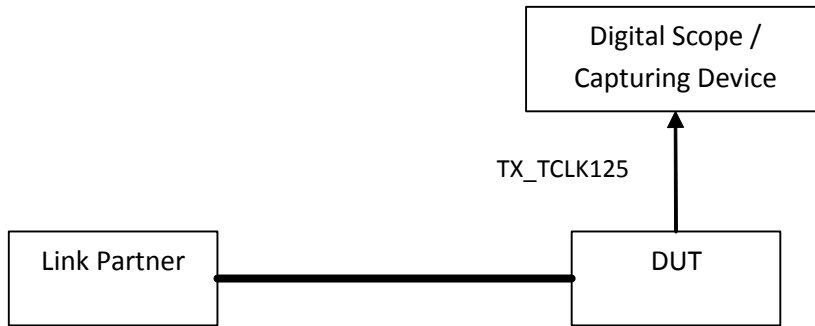 Digital Scope /
Capturing Device
TX_TCLK125
Link Partner
DUT